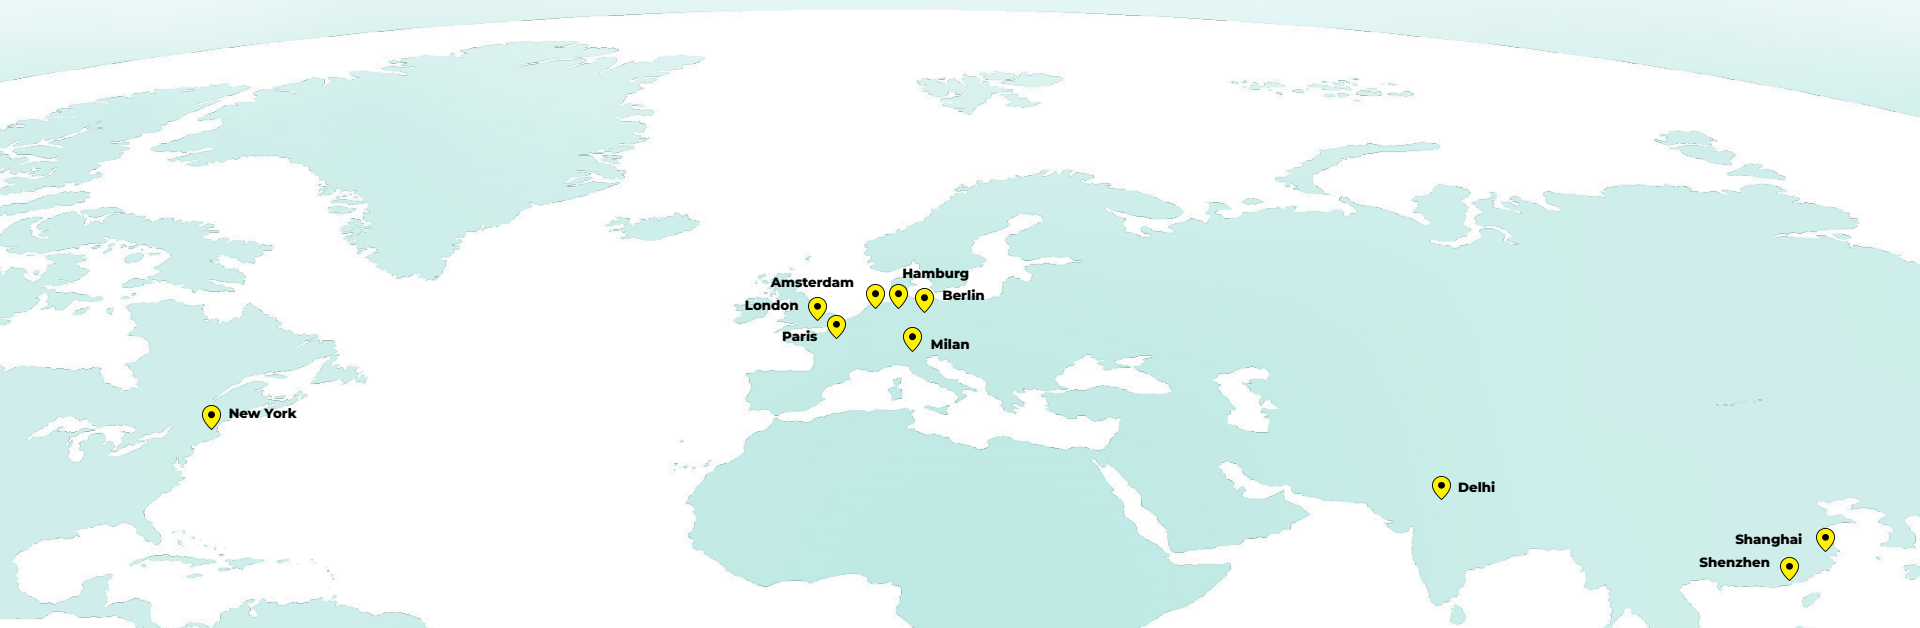 Hamburg
Amsterdam
Berlin
London
Paris
Milan
New York
Delhi
Shanghai
Shenzhen